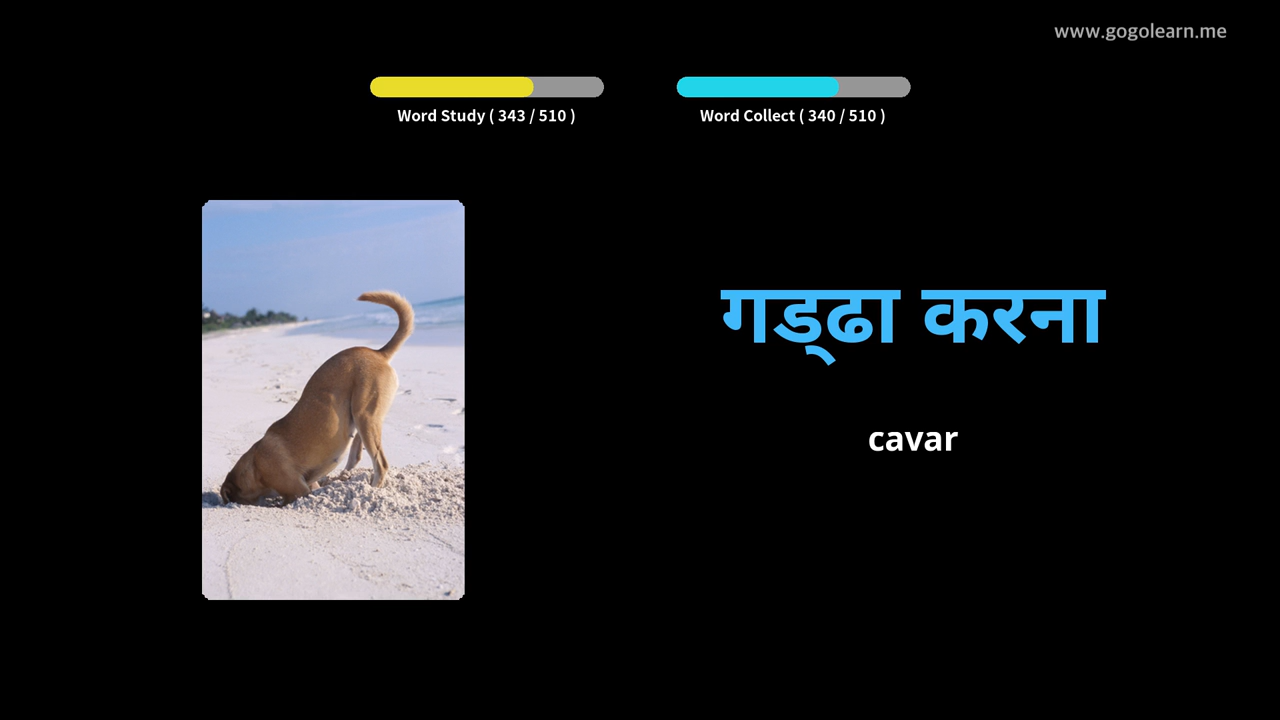 www.gogolearn.me
Word Study ( 343 / 510 )
Word Collect ( 340 / 510 )
गड्ढा करना
cavar